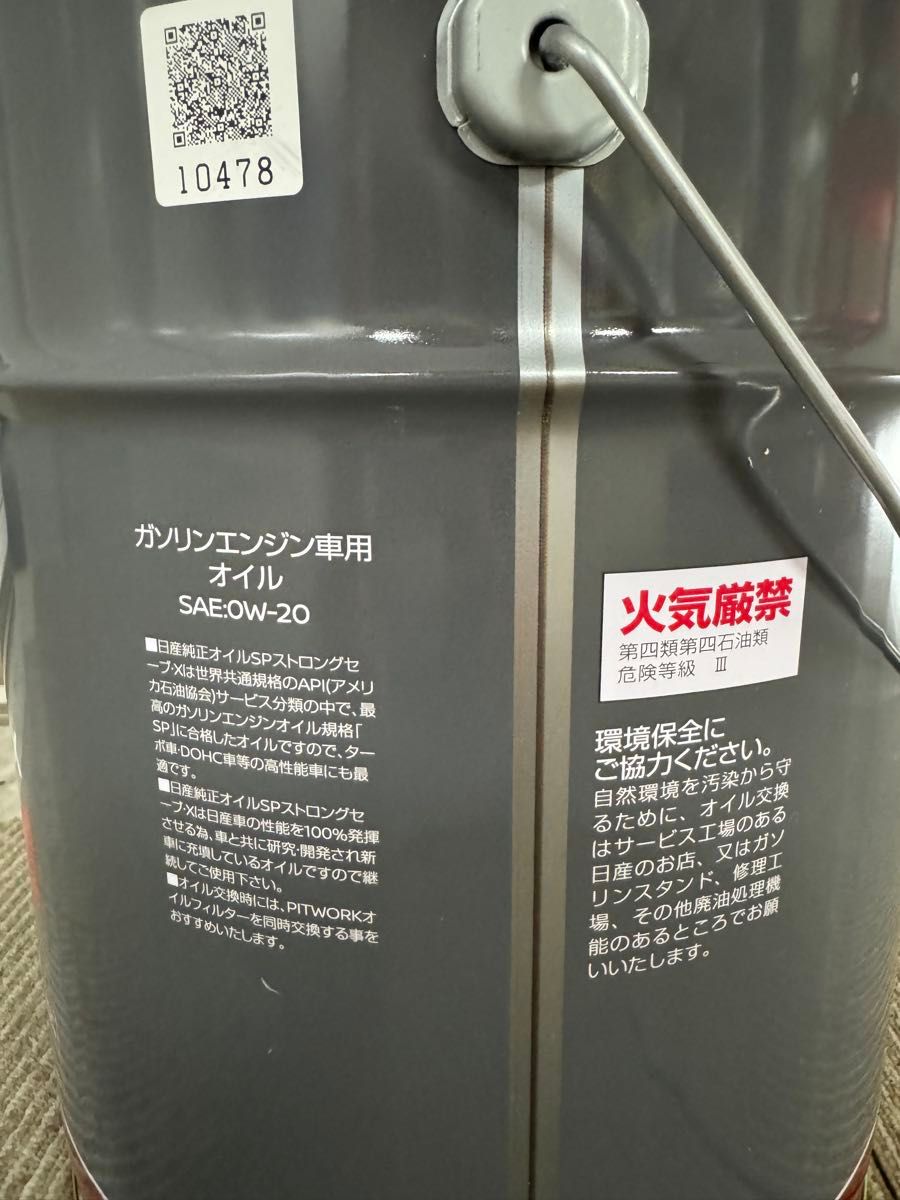 10478
ガソリンエンジン車用
オイル
SAE:0W-20
■日産純正オイルSPストロングセ
ーブ・Xは世界共通規格のAPI(アメリ
カ石油協会)サービス分類の中で、最
高のガソリンエンジンオイル規格「
SP」に合格したオイルですので、ター
ボ車・DOHC車等の高性能車にも最
適です。
■日産純正オイルSPストロングセ
ーブ・Xは日産車の性能を100%発揮
させる為、車と共に研究・開発され新
車に充填しているオイルですので継
続してご使用下さい。
■オイル交換時には、PITWORKオ
イルフィルターを同時交換する事を
おすすめいたします。
火気厳禁
第四類第四石油類
危険等級 Ⅲ
環境保全に
ご協力ください。
自然環境を汚染から守
るために、オイル交換
はサービス工場のある
日産のお店、又はガソ
リンスタンド、修理工
場、その他廃油処理機
能のあるところでお願
いいたします。